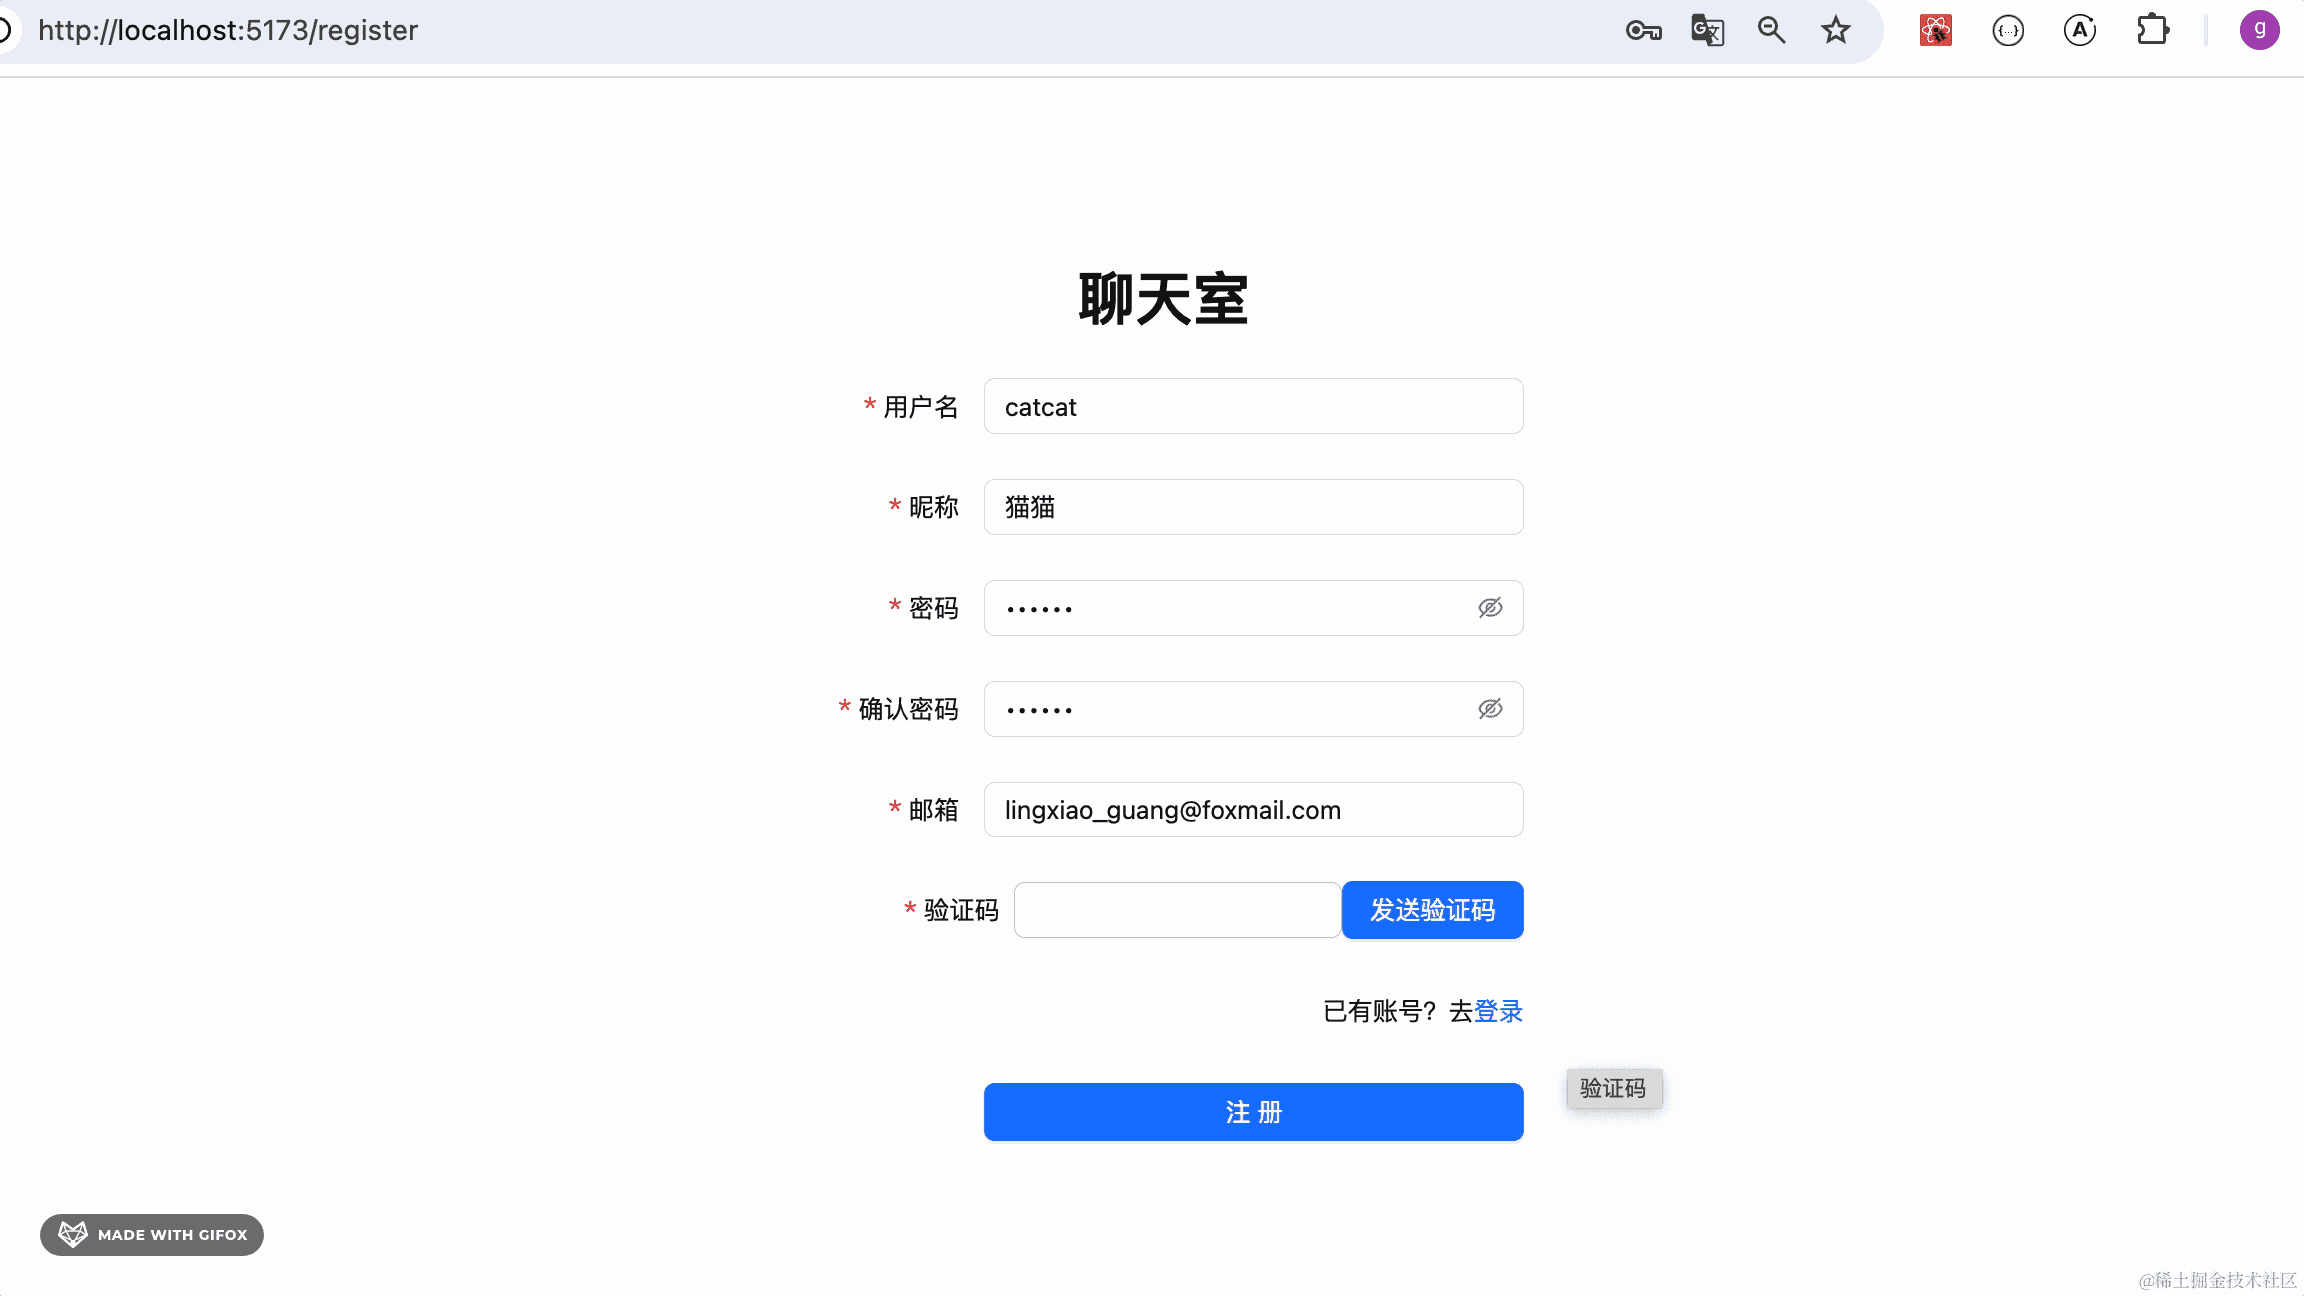 http://localhost:5173/register
g
聊天室
* 用户名 catcat
* 昵称 猫猫
* 密码 ••••••
* 确认密码 ••••••
* 邮箱 lingxiao_guang@foxmail.com
* 验证码 发送验证码
已有账号？去登录
注 册
验证码
MADE WITH GIFOX
@稀土掘金技术社区